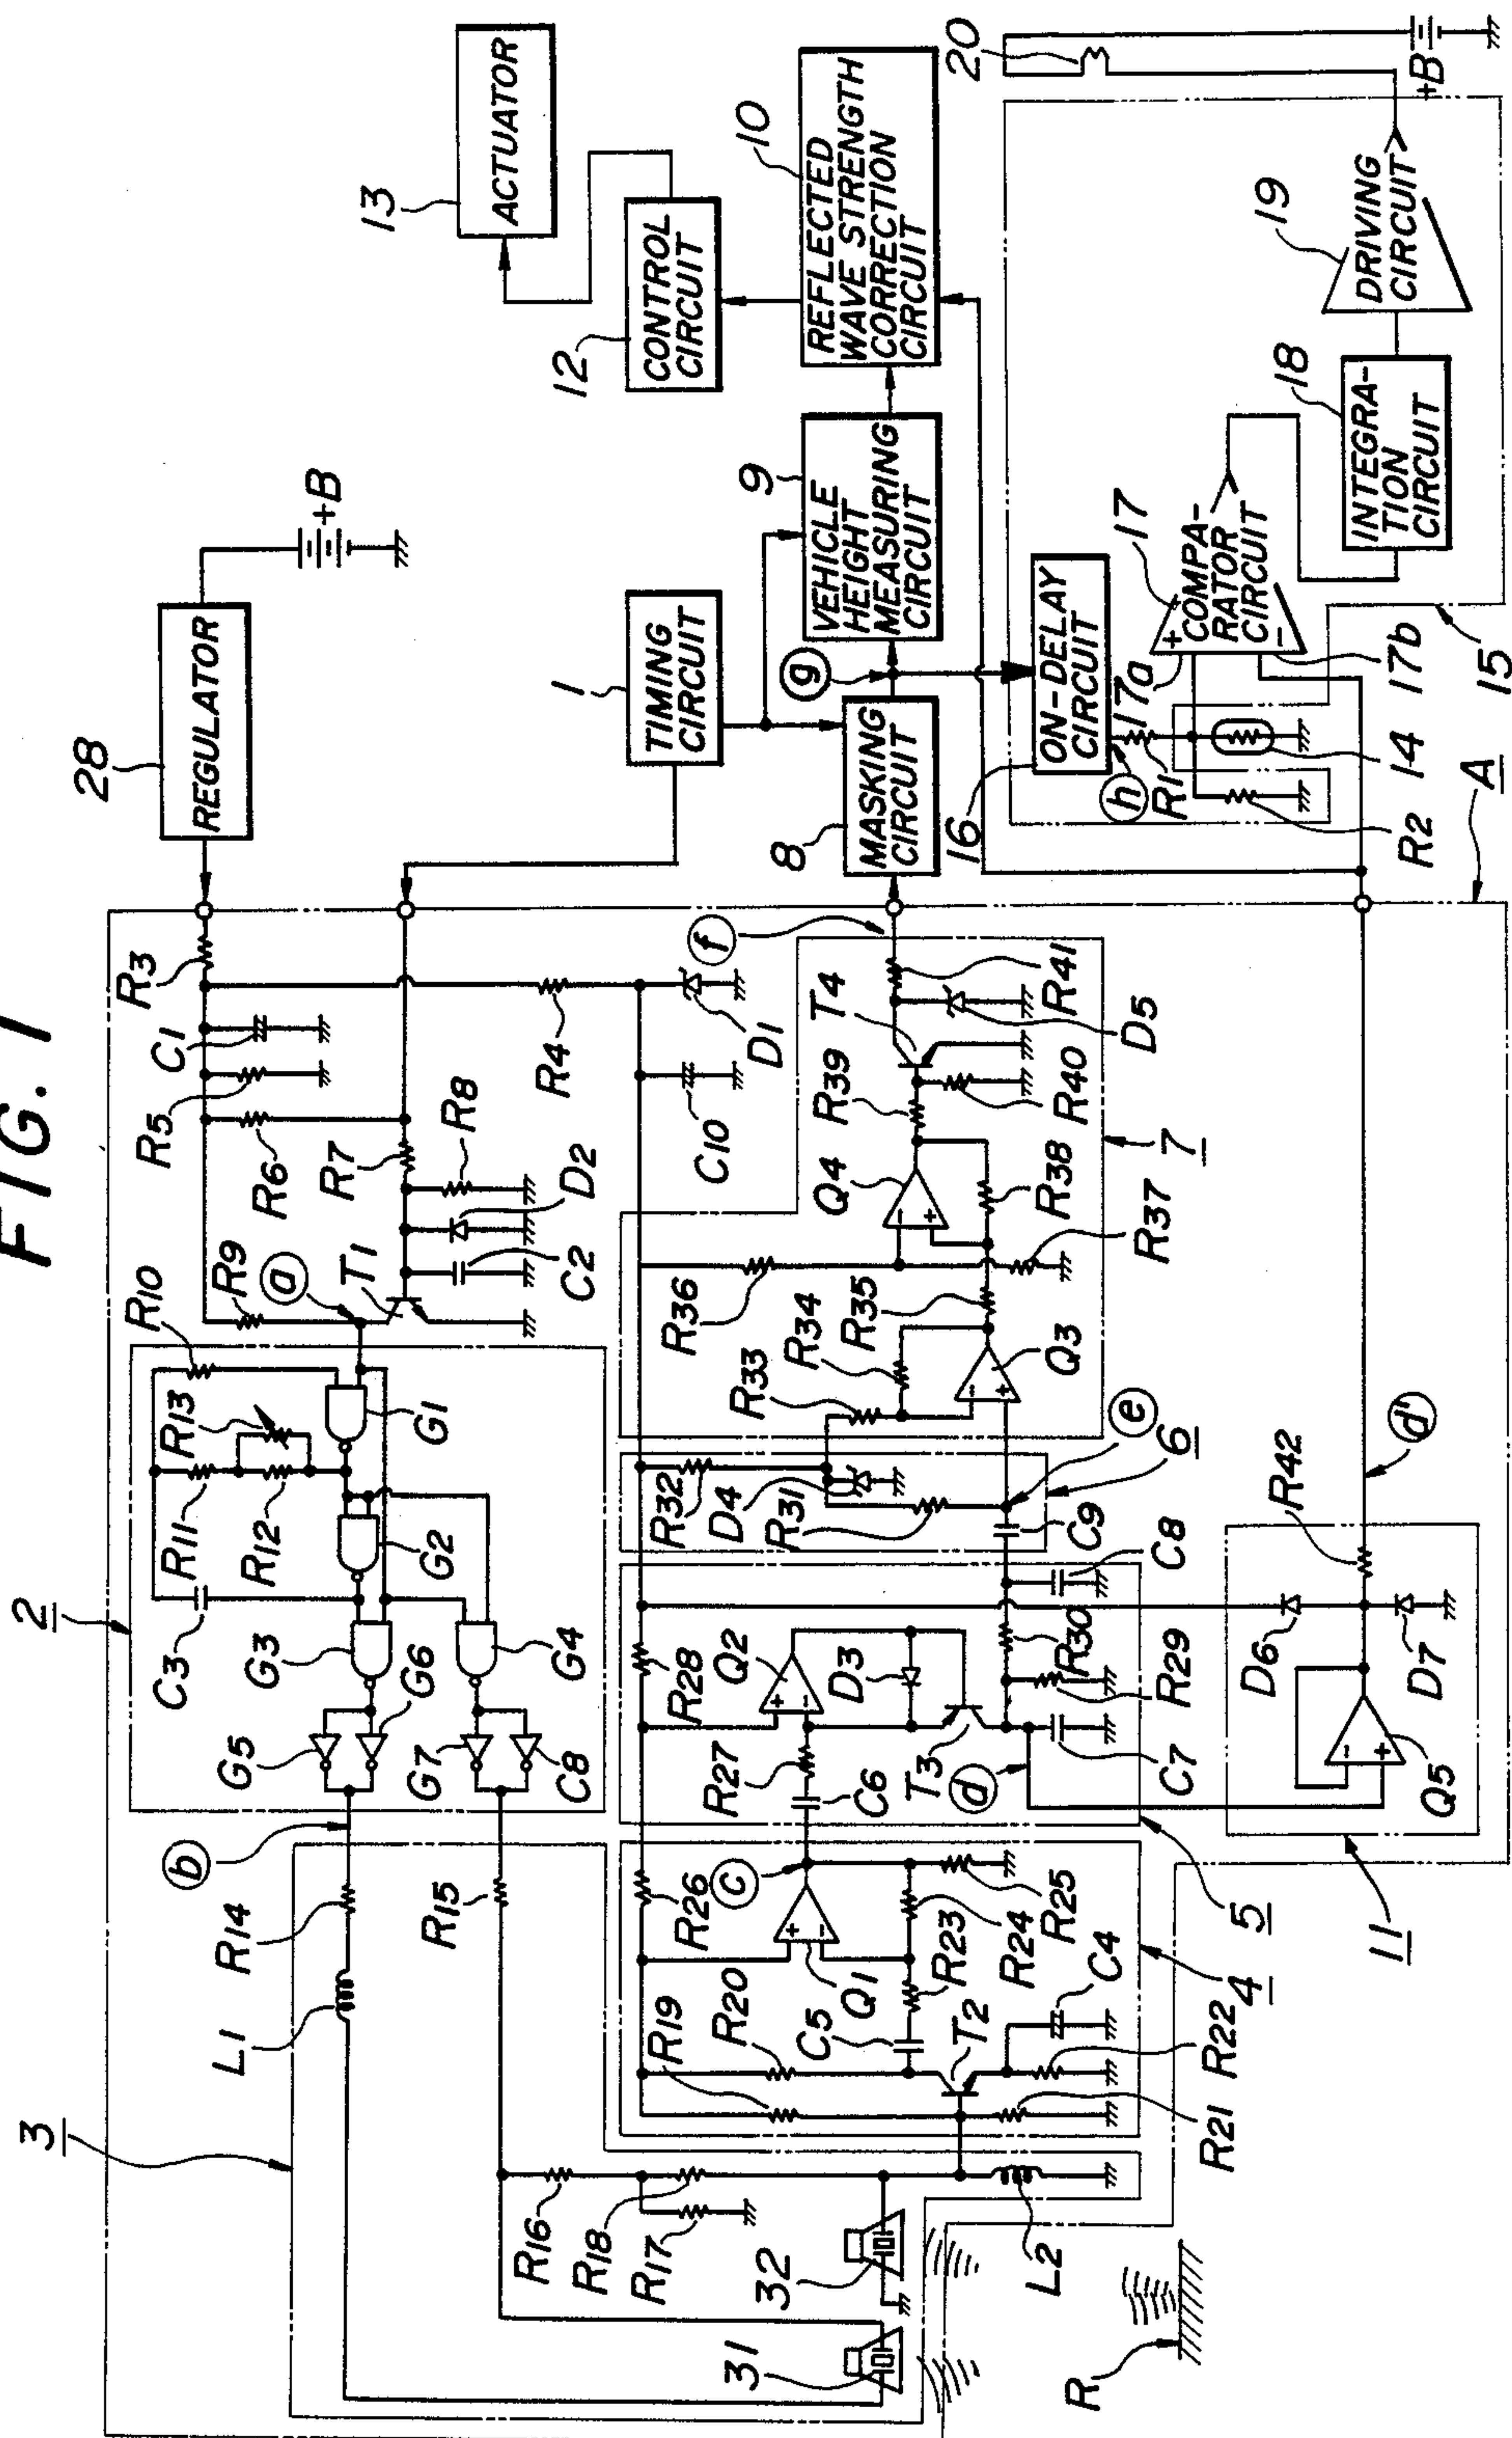 FIG. 1
28
REGULATOR
+B
R3
C1
R5
R6
R7
R8
D2
C2
R9
a
T1
R4
D1
C10
1
TIMING
CIRCUIT
13
ACTUATOR
12
CONTROL
CIRCUIT
2
R10
R13
R11
R12
C3
G1
G2
G3
G4
G5
G6
G7
C8
b
3
R14
L1
R15
R16
R18
R17
31
32
L2
R
R19
R20
C5
Q1
T2
R21
R22
C4
R23
R24
R25
R26
c
4
R28
Q2
R27
C6
D3
T3
d
C7
R29
R30
C8
5
R32
D4
R31
C9
e
6
R36
R33
R34
R35
Q3
R37
R38
Q4
R39
R40
T4
D5
R41
f
7
8
MASKING
CIRCUIT
g
9
VEHICLE
HEIGHT
MEASURING
CIRCUIT
10
REFLECTED
WAVE STRENGTH
CORRECTION
CIRCUIT
11
Q5
D6
D7
R42
d'
A
16
ON-DELAY
CIRCUIT
h
R1
R2
14
17a
17b
17
+
COMPA-
RATOR
CIRCUIT
−
15
18
INTEGRA-
TION
CIRCUIT
19
DRIVING
CIRCUIT
20
+B